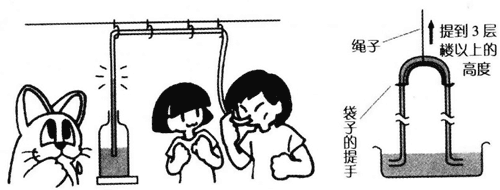 绳子
提到3层
楼以上的
高度
袋子的提手